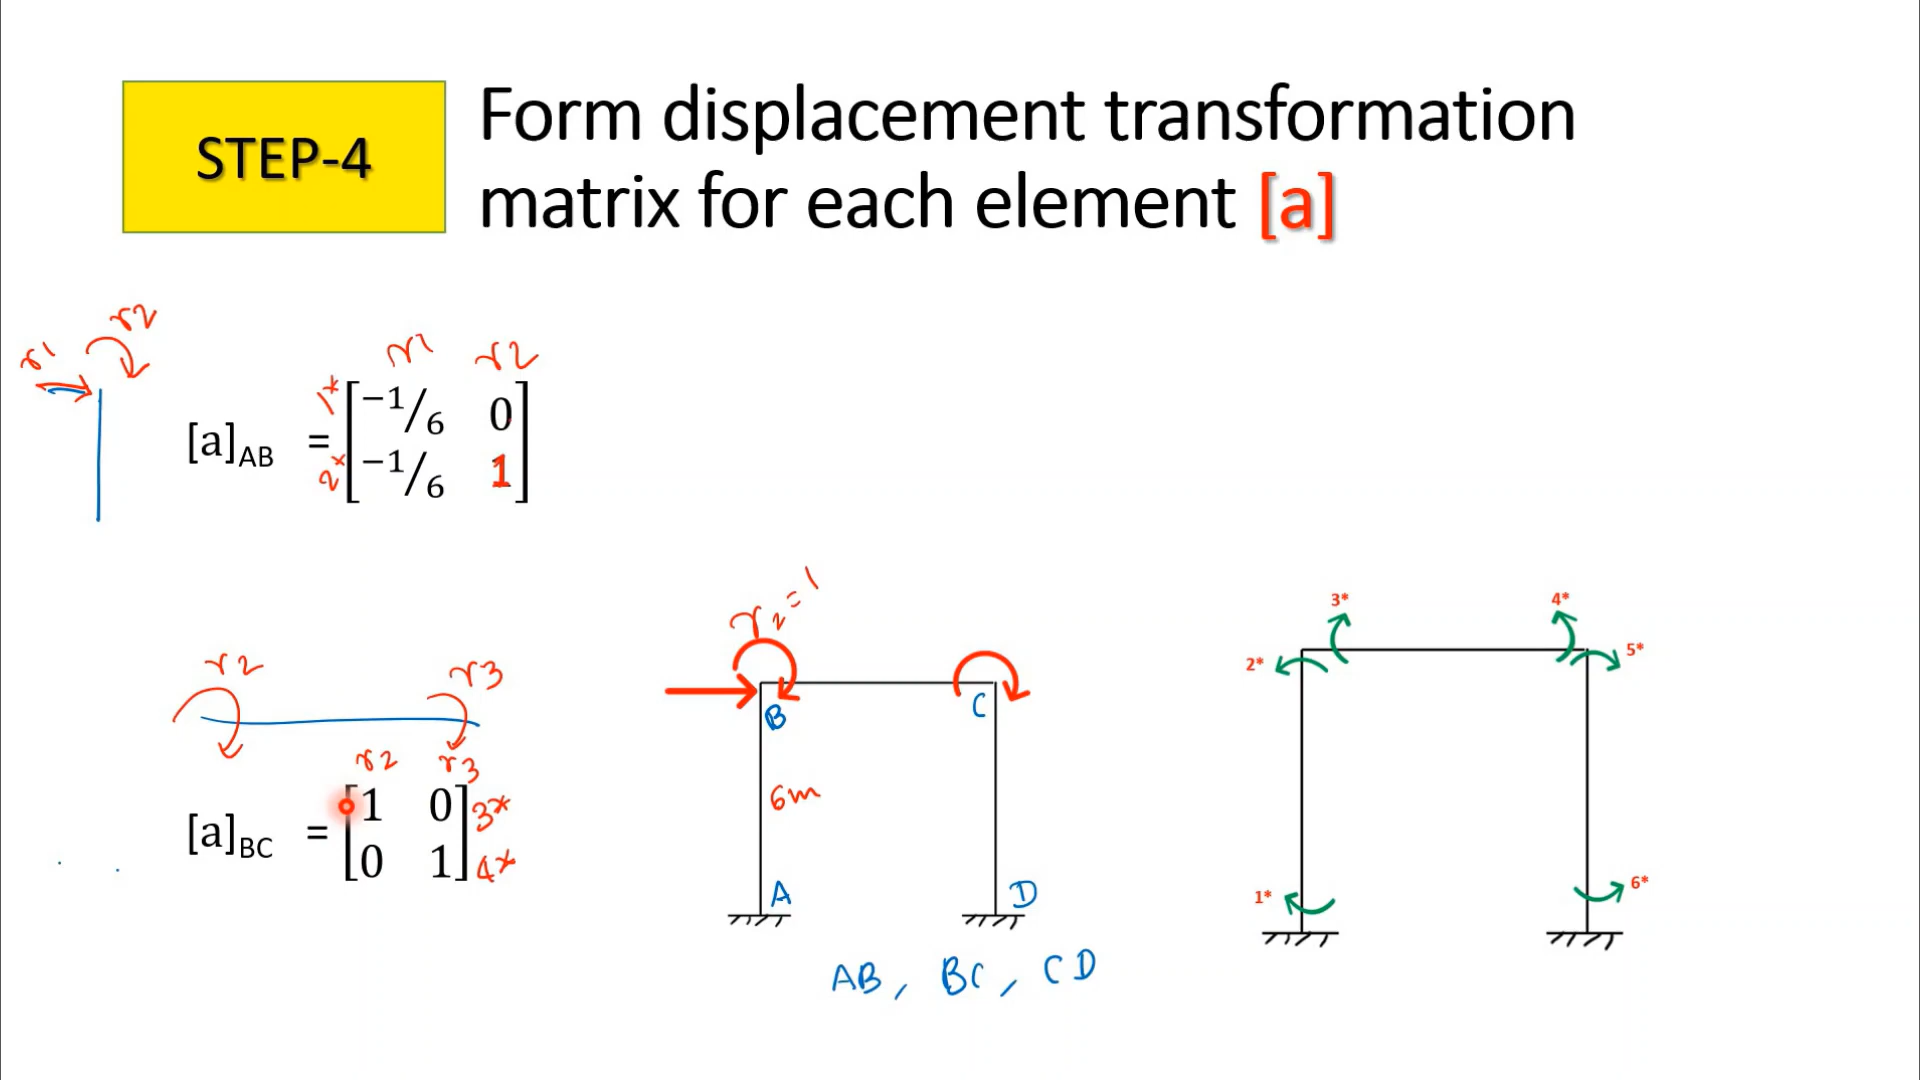 STEP-4
Form displacement transformation
matrix for each element [a]
r1
r2
r1 r2
[a]AB = 1* [ −1/6 0 ]
2* [ −1/6 1 ]
r2 r3
r2 r3
[a]BC = [ 1 0 ] 3*
[ 0 1 ] 4*
r2 = 1
B C
6m
A D
AB, BC, CD
3* 4*
2* 5*
1* 6*